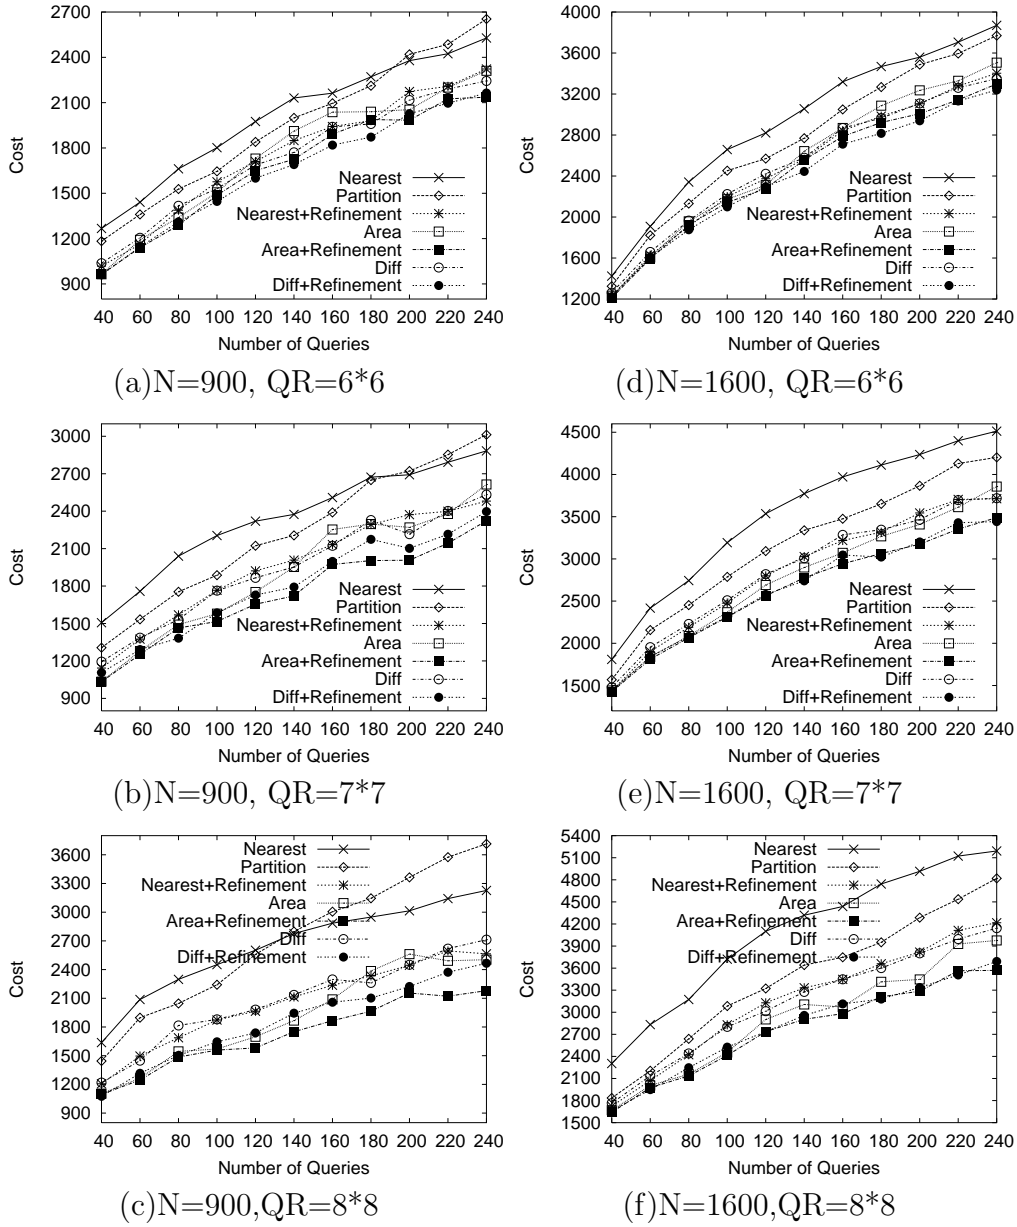 2700
2400
2100
1800
1500
1200
900
Cost
Nearest
Partition
Nearest+Refinement
Area
Area+Refinement
Diff
Diff+Refinement
40 60 80 100 120 140 160 180 200 220 240
Number of Queries
(a)N=900, QR=6*6
4000
3600
3200
2800
2400
2000
1600
1200
Cost
Nearest
Partition
Nearest+Refinement
Area
Area+Refinement
Diff
Diff+Refinement
40 60 80 100 120 140 160 180 200 220 240
Number of Queries
(d)N=1600, QR=6*6
3000
2700
2400
2100
1800
1500
1200
900
Cost
Nearest
Partition
Nearest+Refinement
Area
Area+Refinement
Diff
Diff+Refinement
40 60 80 100 120 140 160 180 200 220 240
Number of Queries
(b)N=900, QR=7*7
4500
4000
3500
3000
2500
2000
1500
Cost
Nearest
Partition
Nearest+Refinement
Area
Area+Refinement
Diff
Diff+Refinement
40 60 80 100 120 140 160 180 200 220 240
Number of Queries
(e)N=1600, QR=7*7
3600
3300
3000
2700
2400
2100
1800
1500
1200
900
Cost
Nearest
Partition
Nearest+Refinement
Area
Area+Refinement
Diff
Diff+Refinement
40 60 80 100 120 140 160 180 200 220 240
Number of Queries
(c)N=900,QR=8*8
5400
5100
4800
4500
4200
3900
3600
3300
3000
2700
2400
2100
1800
1500
Cost
Nearest
Partition
Nearest+Refinement
Area
Area+Refinement
Diff
Diff+Refinement
40 60 80 100 120 140 160 180 200 220 240
Number of Queries
(f)N=1600,QR=8*8